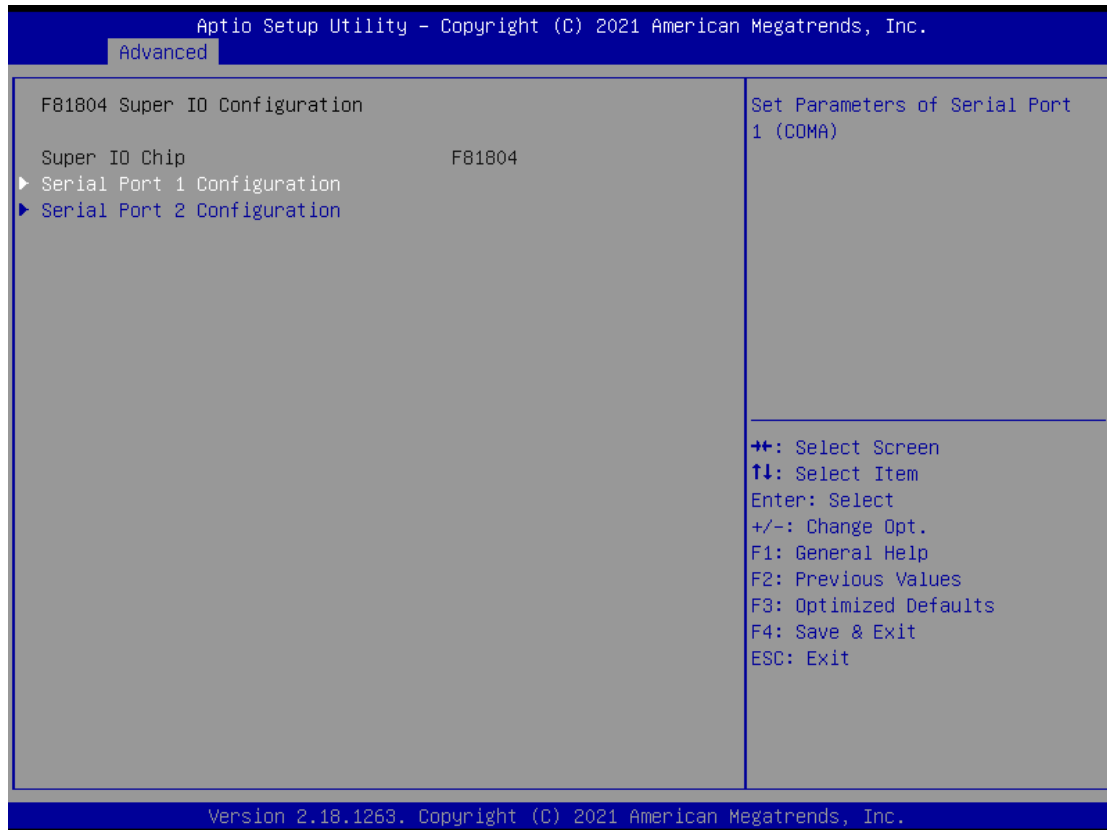 Aptio Setup Utility – Copyright (C) 2021 American Megatrends, Inc.
Advanced
F81804 Super IO Configuration
Super IO Chip F81804
▶ Serial Port 1 Configuration
▶ Serial Port 2 Configuration
Set Parameters of Serial Port
1 (COMA)
→←: Select Screen
↑↓: Select Item
Enter: Select
+/-: Change Opt.
F1: General Help
F2: Previous Values
F3: Optimized Defaults
F4: Save & Exit
ESC: Exit
Version 2.18.1263. Copyright (C) 2021 American Megatrends, Inc.